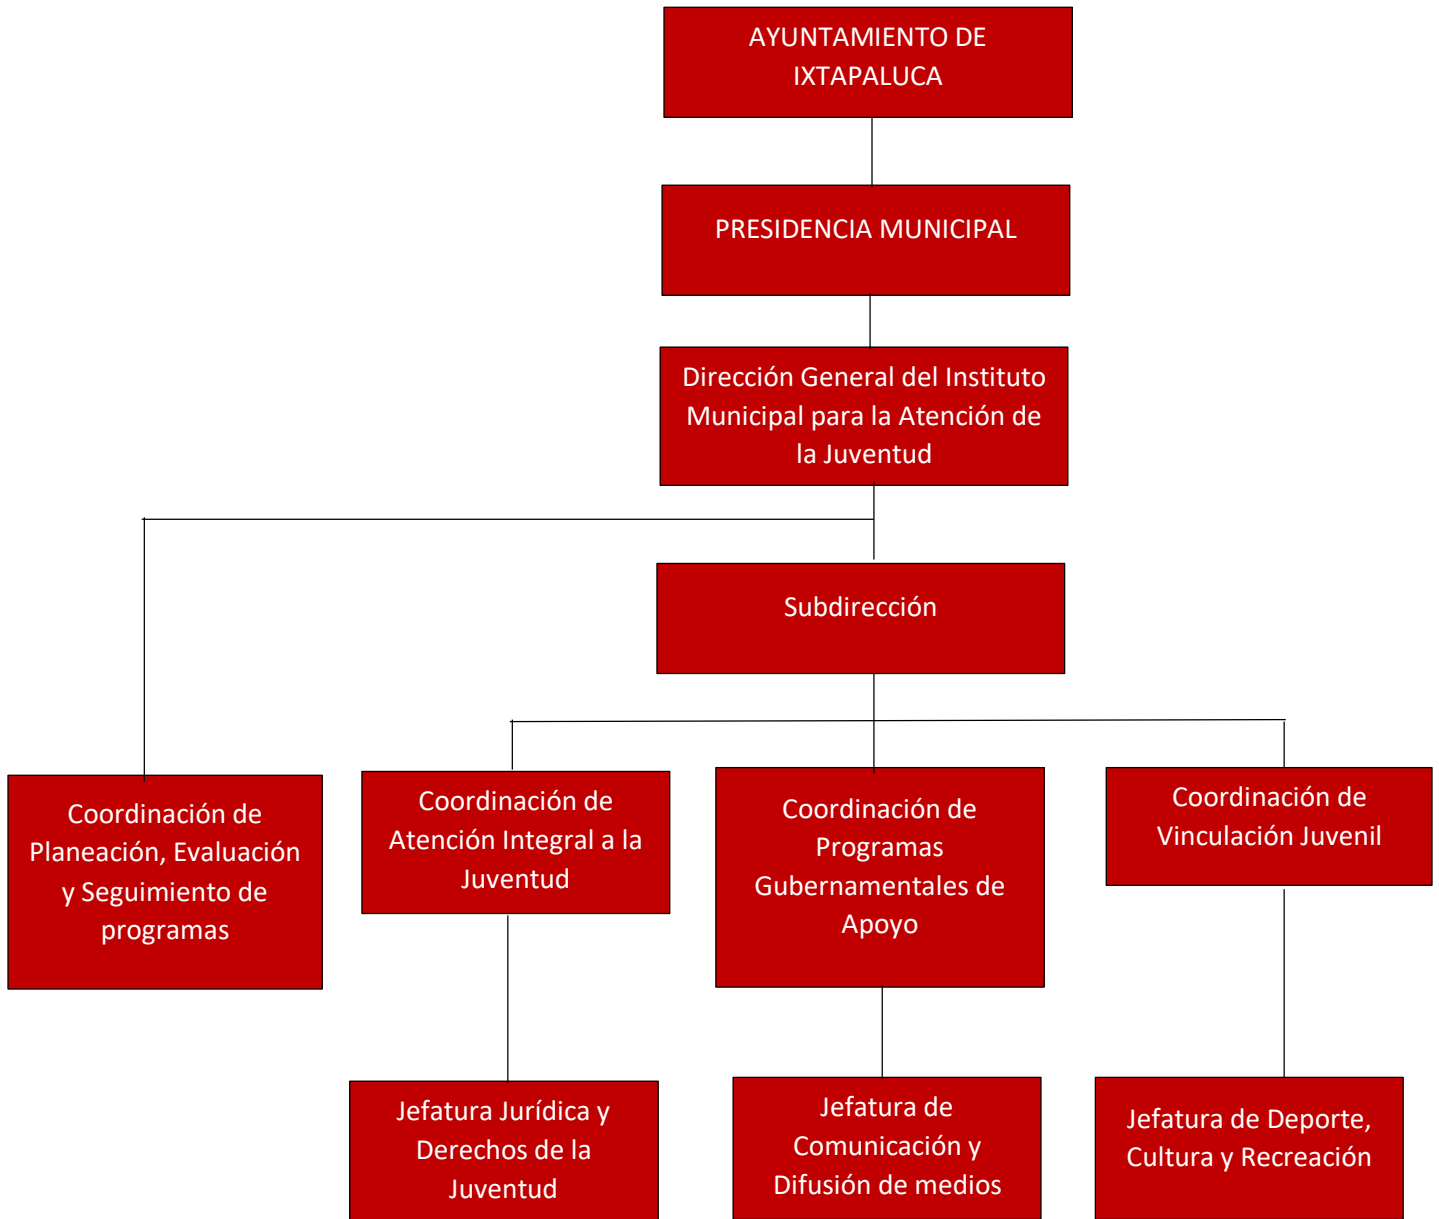 AYUNTAMIENTO DE
IXTAPALUCA
PRESIDENCIA MUNICIPAL
Dirección General del Instituto
Municipal para la Atención de
la Juventud
Subdirección
Coordinación de
Planeación, Evaluación
y Seguimiento de
programas
Coordinación de
Atención Integral a la
Juventud
Coordinación de
Programas
Gubernamentales de
Apoyo
Coordinación de
Vinculación Juvenil
Jefatura Jurídica y
Derechos de la
Juventud
Jefatura de
Comunicación y
Difusión de medios
Jefatura de Deporte,
Cultura y Recreación